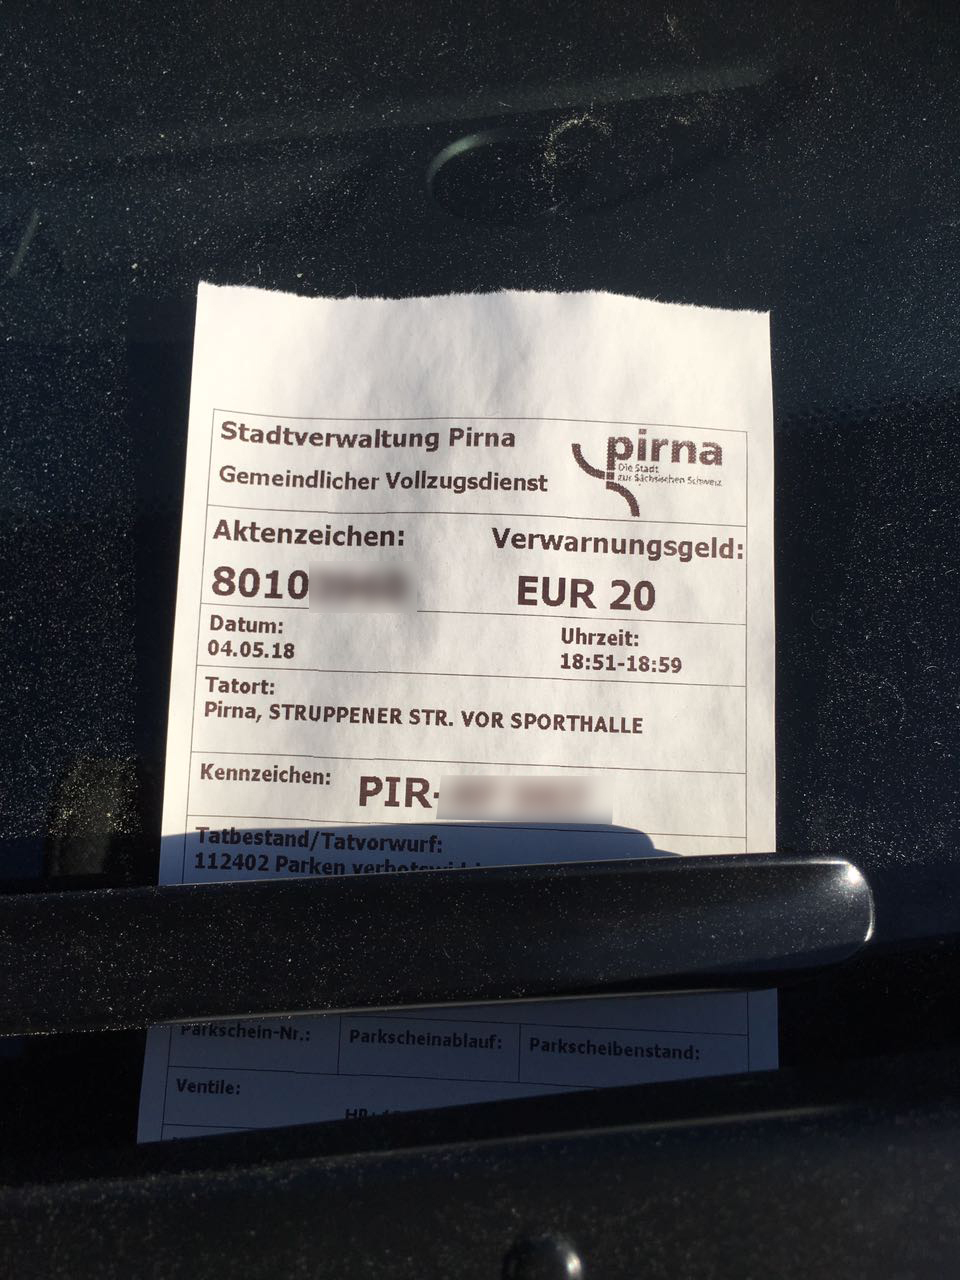 Stadtverwaltung Pirna
Gemeindlicher Vollzugsdienst
pirna
Die Stadt
zur Sächsischen Schweiz
Aktenzeichen:
8010
Verwarnungsgeld:
EUR 20
Datum:
04.05.18
Uhrzeit:
18:51-18:59
Tatort:
Pirna, STRUPPENER STR. VOR SPORTHALLE
Kennzeichen: PIR-
Tatbestand/Tatvorwurf:
112402 Parken
Parkschein-Nr.: Parkscheinablauf: Parkscheibenstand:
Ventile: